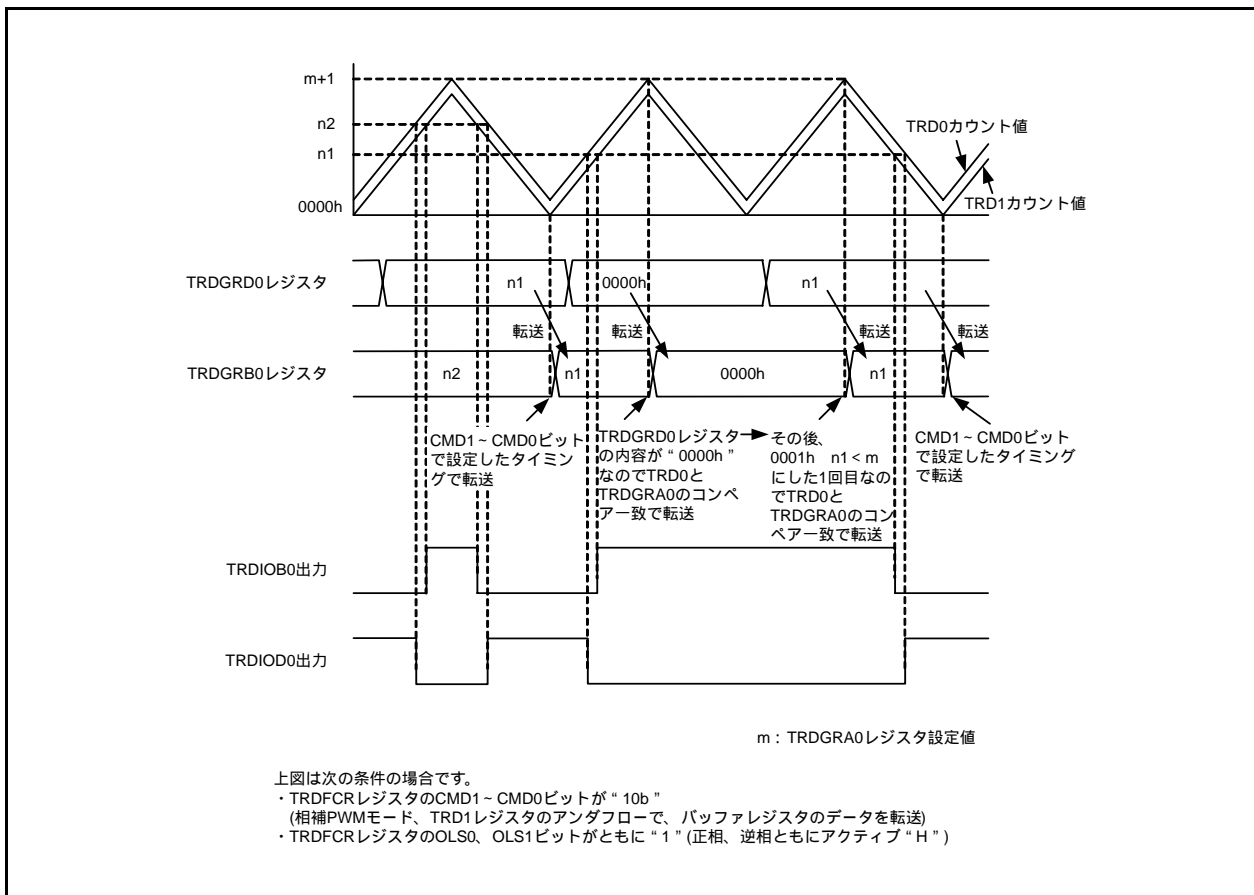 m+1
n2
n1
0000h
TRD0カウント値
TRD1カウント値
TRDGRD0レジスタ
n1
0000h
n1
転送
転送
転送
転送
TRDGRB0レジスタ
n2
n1
0000h
n1
CMD1~CMD0ビット
で設定したタイミン
グで転送
TRDGRD0レジスタ
の内容が“0000h”
なのでTRD0と
TRDGRA0のコンペ
アー致で転送
その後、
0001h n1<m
にした1回目なの
でTRD0と
TRDGRA0のコン
ペアー致で転送
CMD1~CMD0ビット
で設定したタイミング
で転送
TRDIOB0出力
TRDIOD0出力
m:TRDGRA0レジスタ設定値
上図は次の条件の場合です。
・TRDFCRレジスタのCMD1~CMD0ビットが“10b”
(相補PWMモード、TRD1レジスタのアンダフローで、バッファレジスタのデータを転送)
・TRDFCRレジスタのOLS0、OLS1ビットがともに“1”(正相、逆相ともにアクティブ“H”)